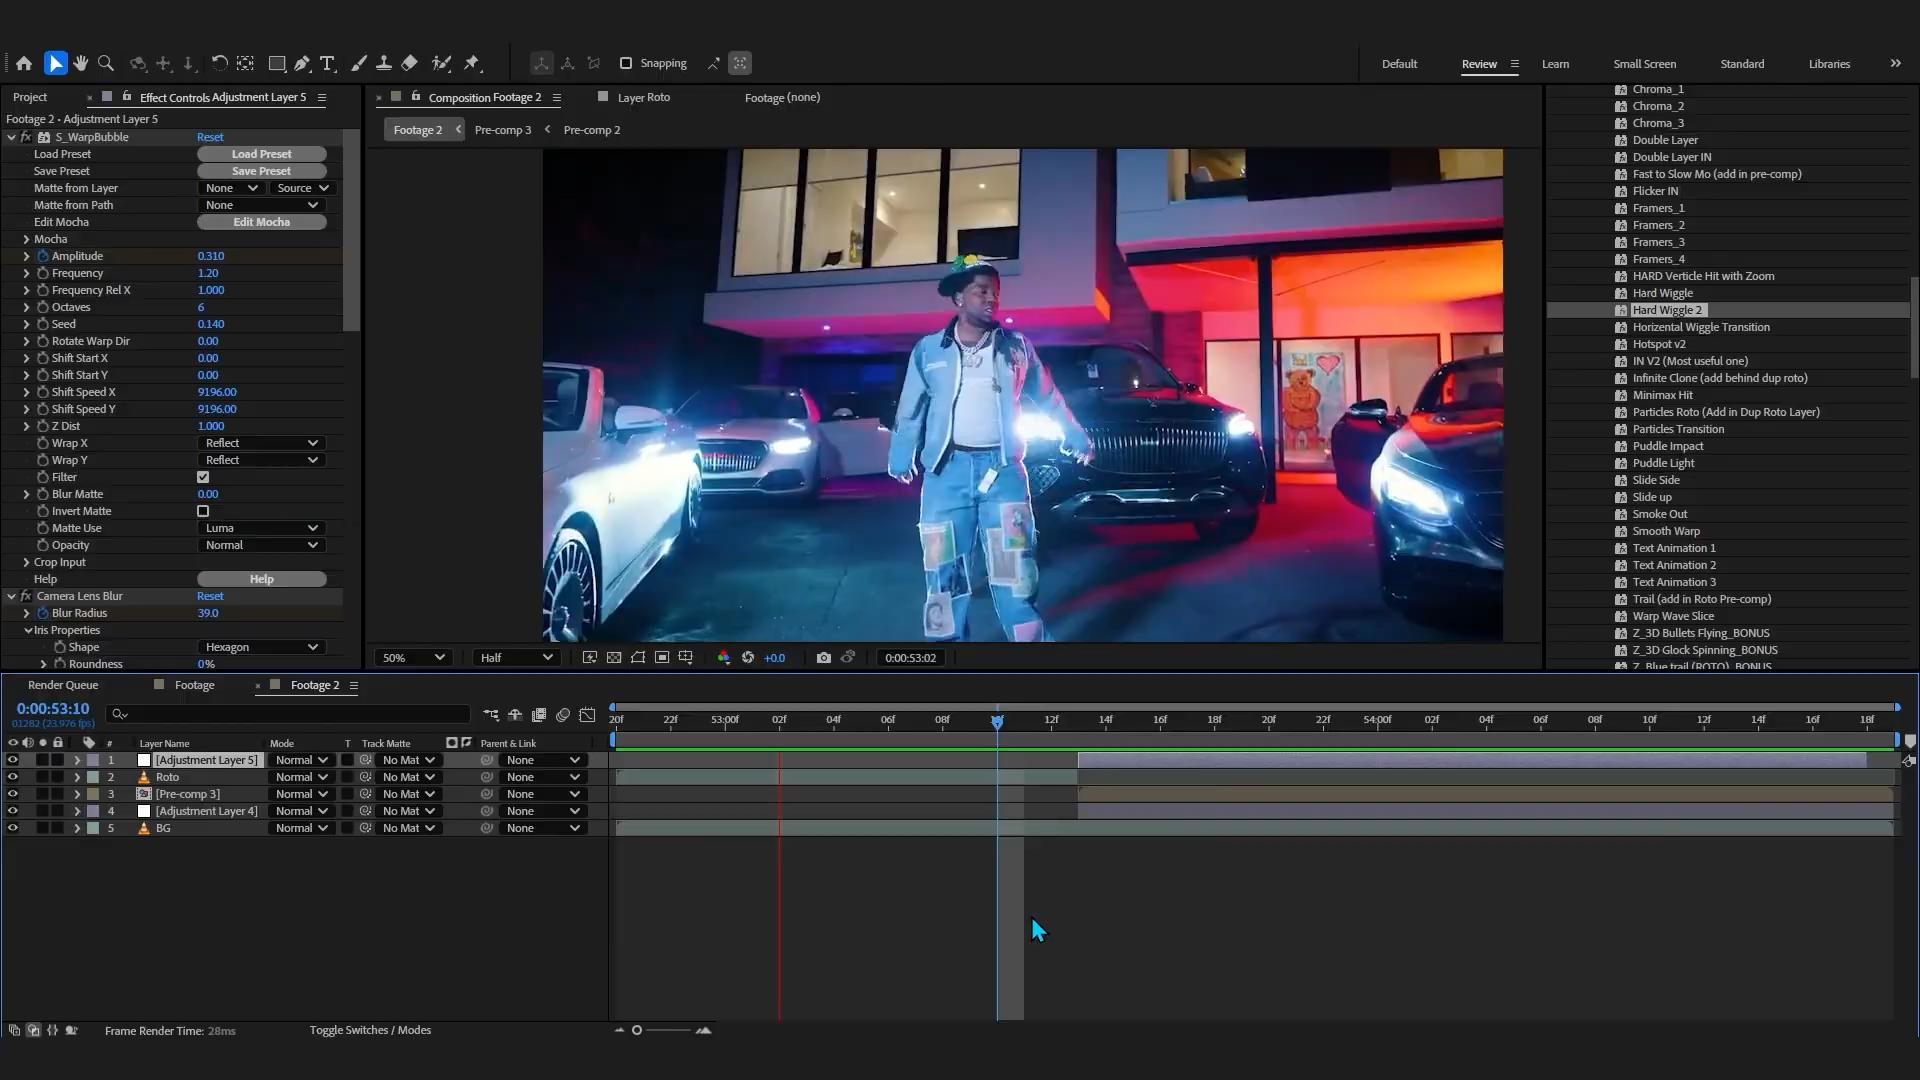 Snapping
Default
Review
Learn
Small Screen
Standard
Libraries
Project
Effect Controls Adjustment Layer 5
Composition Footage 2
Layer Roto
Footage (none)
Footage 2 • Adjustment Layer 5
Footage 2
Pre-comp 3
Pre-comp 2
S_WarpBubble Reset
Load Preset Load Preset
Save Preset Save Preset
Matte from Layer None Source
Matte from Path None
Edit Mocha Edit Mocha
Mocha
Amplitude 0.310
Frequency 1.20
Frequency Rel X 1.000
Octaves 6
Seed 0.140
Rotate Warp Dir 0.00
Shift Start X 0.00
Shift Start Y 0.00
Shift Speed X 9196.00
Shift Speed Y 9196.00
Z Dist 1.000
Wrap X Reflect
Wrap Y Reflect
Filter
Blur Matte 0.00
Invert Matte
Matte Use Luma
Opacity Normal
Crop Input
Help Help
Camera Lens Blur Reset
Blur Radius 39.0
Iris Properties
Shape Hexagon
Roundness 0%
50%
Half
+0.0
0:00:53:02
Chroma_1
Chroma_2
Chroma_3
Double Layer
Double Layer IN
Fast to Slow Mo (add in pre-comp)
Flicker IN
Framers_1
Framers_2
Framers_3
Framers_4
HARD Verticle Hit with Zoom
Hard Wiggle
Hard Wiggle 2
Horizental Wiggle Transition
Hotspot v2
IN V2 (Most useful one)
Infinite Clone (add behind dup roto)
Minimax Hit
Particles Roto (Add in Dup Roto Layer)
Particles Transition
Puddle Impact
Puddle Light
Slide Side
Slide up
Smoke Out
Smooth Warp
Text Animation 1
Text Animation 2
Text Animation 3
Trail (add in Roto Pre-comp)
Warp Wave Slice
Z_3D Bullets Flying_BONUS
Z_3D Glock Spinning_BONUS
Z_Blue trail (ROTO)_BONUS
Render Queue
Footage
Footage 2
0:00:53:10
01282 (23.976 fps)
20f 22f 53:00f 02f 04f 06f 08f 12f 14f 16f 18f 20f 22f 54:00f 02f 04f 06f 08f 10f 12f 14f 16f 18f
# Layer Name Mode T Track Matte Parent & Link
1 [Adjustment Layer 5] Normal No Mat None
2 Roto Normal No Mat None
3 [Pre-comp 3] Normal No Mat None
4 [Adjustment Layer 4] Normal No Mat None
5 BG Normal No Mat None
Frame Render Time: 28ms
Toggle Switches / Modes